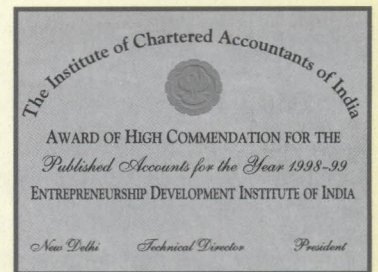 The Institute of Chartered Accountants of India
AWARD OF HIGH COMMENDATION FOR THE
Published Accounts for the Year 1998-99
ENTREPRENEURSHIP DEVELOPMENT INSTITUTE OF INDIA
New Delhi Technical Director President